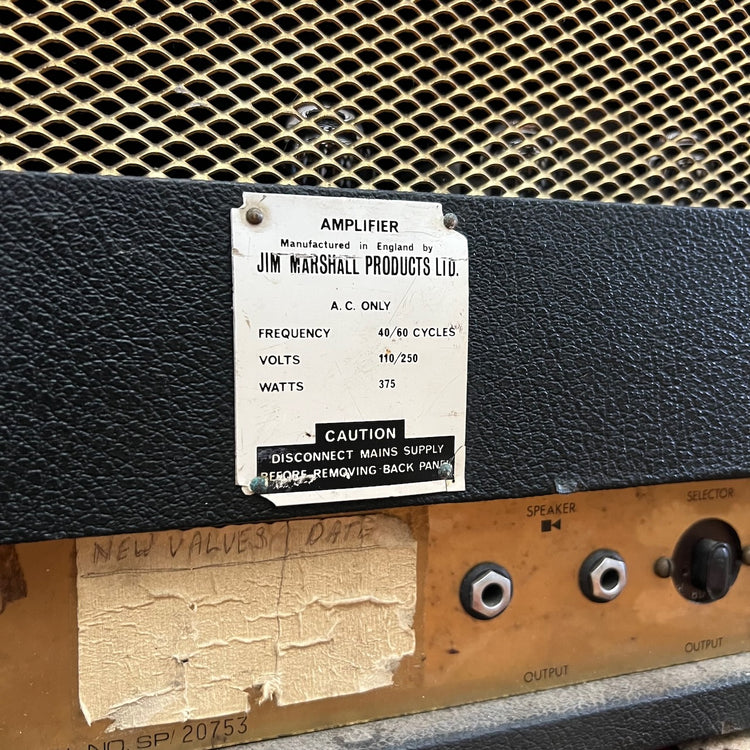 AMPLIFIER
Manufactured in England by
JIM MARSHALL PRODUCTS LTD.
A.C. ONLY
FREQUENCY 40/60 CYCLES
VOLTS 110/250
WATTS 375
CAUTION
DISCONNECT MAINS SUPPLY
BEFORE REMOVING BACK PANEL
NEW VALVES DATE
SPEAKER
SELECTOR
OUTPUT
OUTPUT
NO. SP/20753